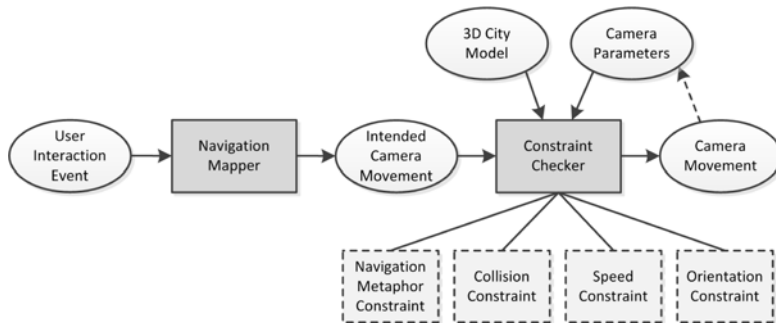 3D City
Model
Camera
Parameters
User
Interaction
Event
Navigation
Mapper
Intended
Camera
Movement
Constraint
Checker
Camera
Movement
Navigation
Metaphor
Constraint
Collision
Constraint
Speed
Constraint
Orientation
Constraint